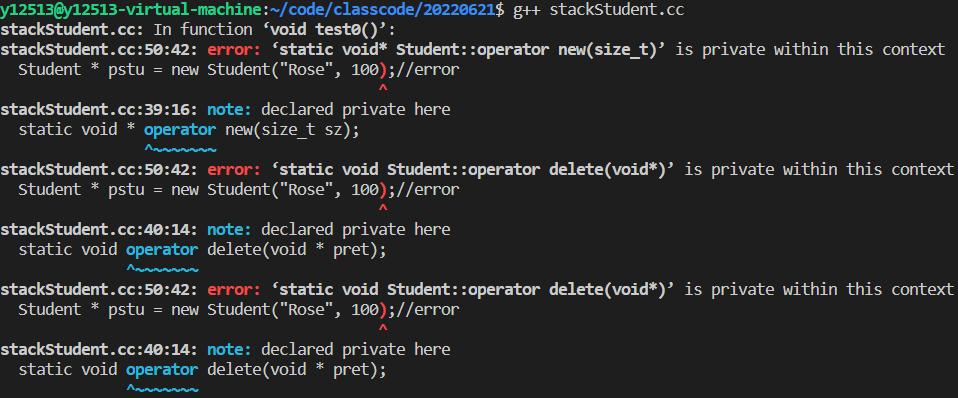 y12513@y12513-virtual-machine:~/code/classcode/20220621$ g++ stackStudent.cc
stackStudent.cc: In function ‘void test0()’:
stackStudent.cc:50:42: error: ‘static void* Student::operator new(size_t)’ is private within this context
  Student * pstu = new Student("Rose", 100);//error
                                          ^
stackStudent.cc:39:16: note: declared private here
  static void * operator new(size_t sz);
                ^~~~~~~~
stackStudent.cc:50:42: error: ‘static void Student::operator delete(void*)’ is private within this context
  Student * pstu = new Student("Rose", 100);//error
                                          ^
stackStudent.cc:40:14: note: declared private here
  static void operator delete(void * pret);
              ^~~~~~~~
stackStudent.cc:50:42: error: ‘static void Student::operator delete(void*)’ is private within this context
  Student * pstu = new Student("Rose", 100);//error
                                          ^
stackStudent.cc:40:14: note: declared private here
  static void operator delete(void * pret);
              ^~~~~~~~